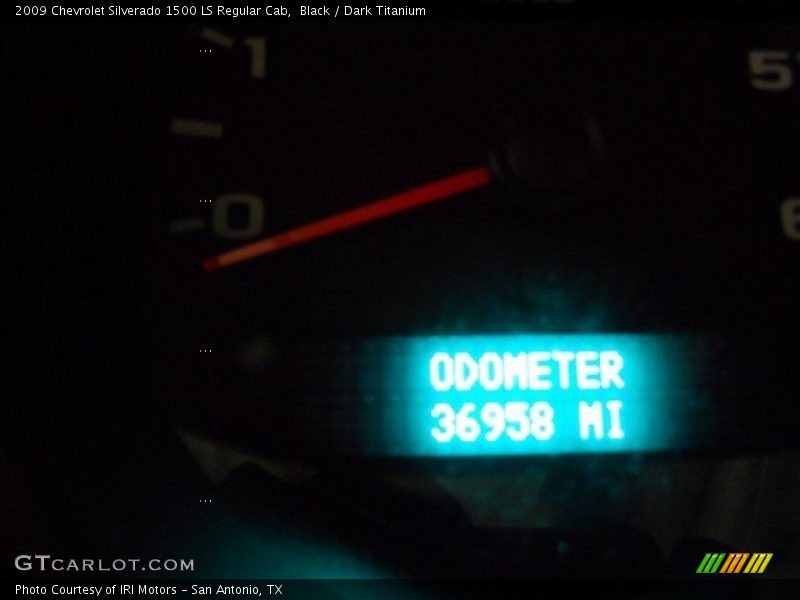 2009 Chevrolet Silverado 1500 LS Regular Cab,  Black / Dark Titanium
1
5
0
6
ODOMETER
36958 MI
GTCARLOT.COM
Photo Courtesy of IRI Motors - San Antonio, TX